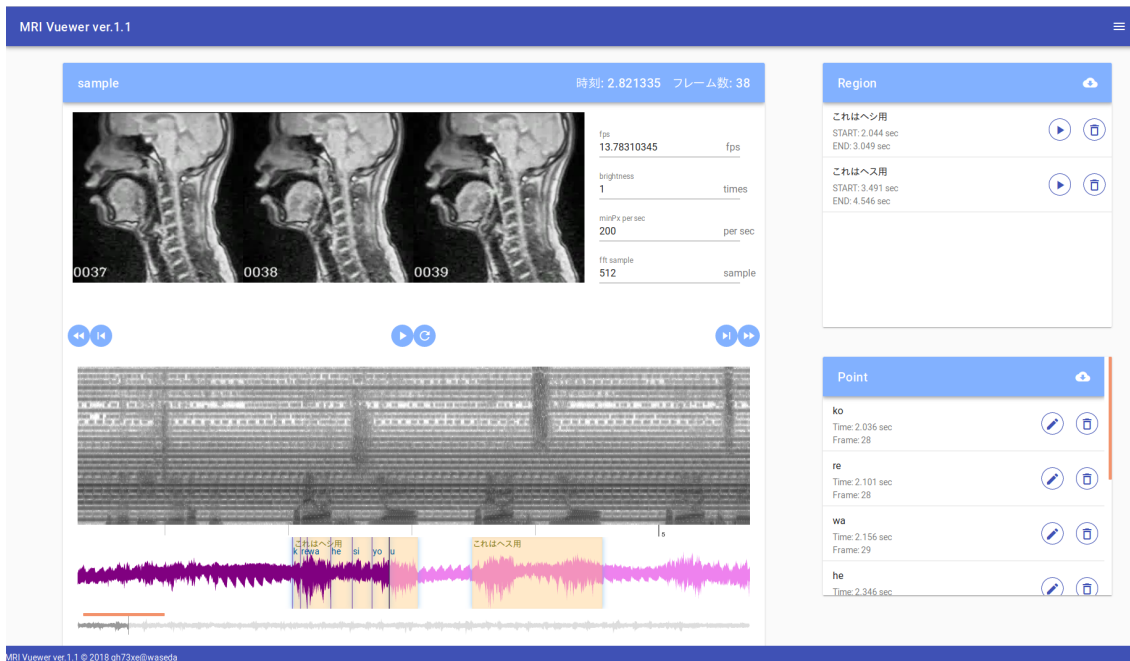 MRI Vuewer ver.1.1
sample
時刻: 2.821335 フレーム数: 38
0037
0038
0039
fps
13.78310345 fps
brightness
1 times
minPx per sec
200 per sec
fft sample
512 sample
5
これはヘシ用
k re wa he si yo u
これはヘス用
Region
これはヘシ用
START: 2.044 sec
END: 3.049 sec
これはヘス用
START: 3.491 sec
END: 4.546 sec
Point
ko
Time: 2.036 sec
Frame: 28
re
Time: 2.101 sec
Frame: 28
wa
Time: 2.156 sec
Frame: 29
he
Time: 2.346 sec
MRI Vuewer ver.1.1 © 2018 gh73xe@waseda